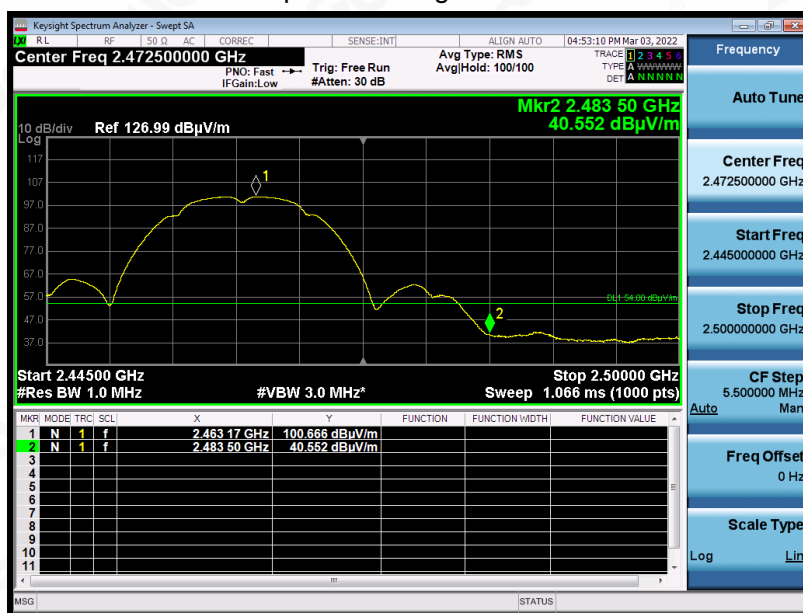 Keysight Spectrum Analyzer - Swept SA
LXI RL RF 50 Ω AC CORREC SENSE:INT ALIGN AUTO 04:53:10 PM Mar 03, 2022
Center Freq 2.472500000 GHz
PNO: Fast
IFGain:Low
Trig: Free Run
#Atten: 30 dB
Avg Type: RMS
Avg|Hold: 100/100
TRACE 1 2 3 4 5 6
TYPE A WWWWW
DET A N N N N N
Mkr2 2.483 50 GHz
40.552 dBµV/m
10 dB/div Ref 126.99 dBµV/m
Log
117
107
97.0
87.0
77.0
67.0
57.0
47.0
37.0
1
2
DL1 54.00 dBµV/m
Start 2.44500 GHz Stop 2.50000 GHz
#Res BW 1.0 MHz #VBW 3.0 MHz* Sweep 1.066 ms (1000 pts)
MKR MODE TRC SCL X Y FUNCTION FUNCTION WIDTH FUNCTION VALUE
1 N 1 f 2.463 17 GHz 100.666 dBµV/m
2 N 1 f 2.483 50 GHz 40.552 dBµV/m
3
4
5
6
7
8
9
10
11
MSG STATUS
Frequency
Auto Tune
Center Freq
2.472500000 GHz
Start Freq
2.445000000 GHz
Stop Freq
2.500000000 GHz
CF Step
5.500000 MHz
Auto Man
Freq Offset
0 Hz
Scale Type
Log Lin